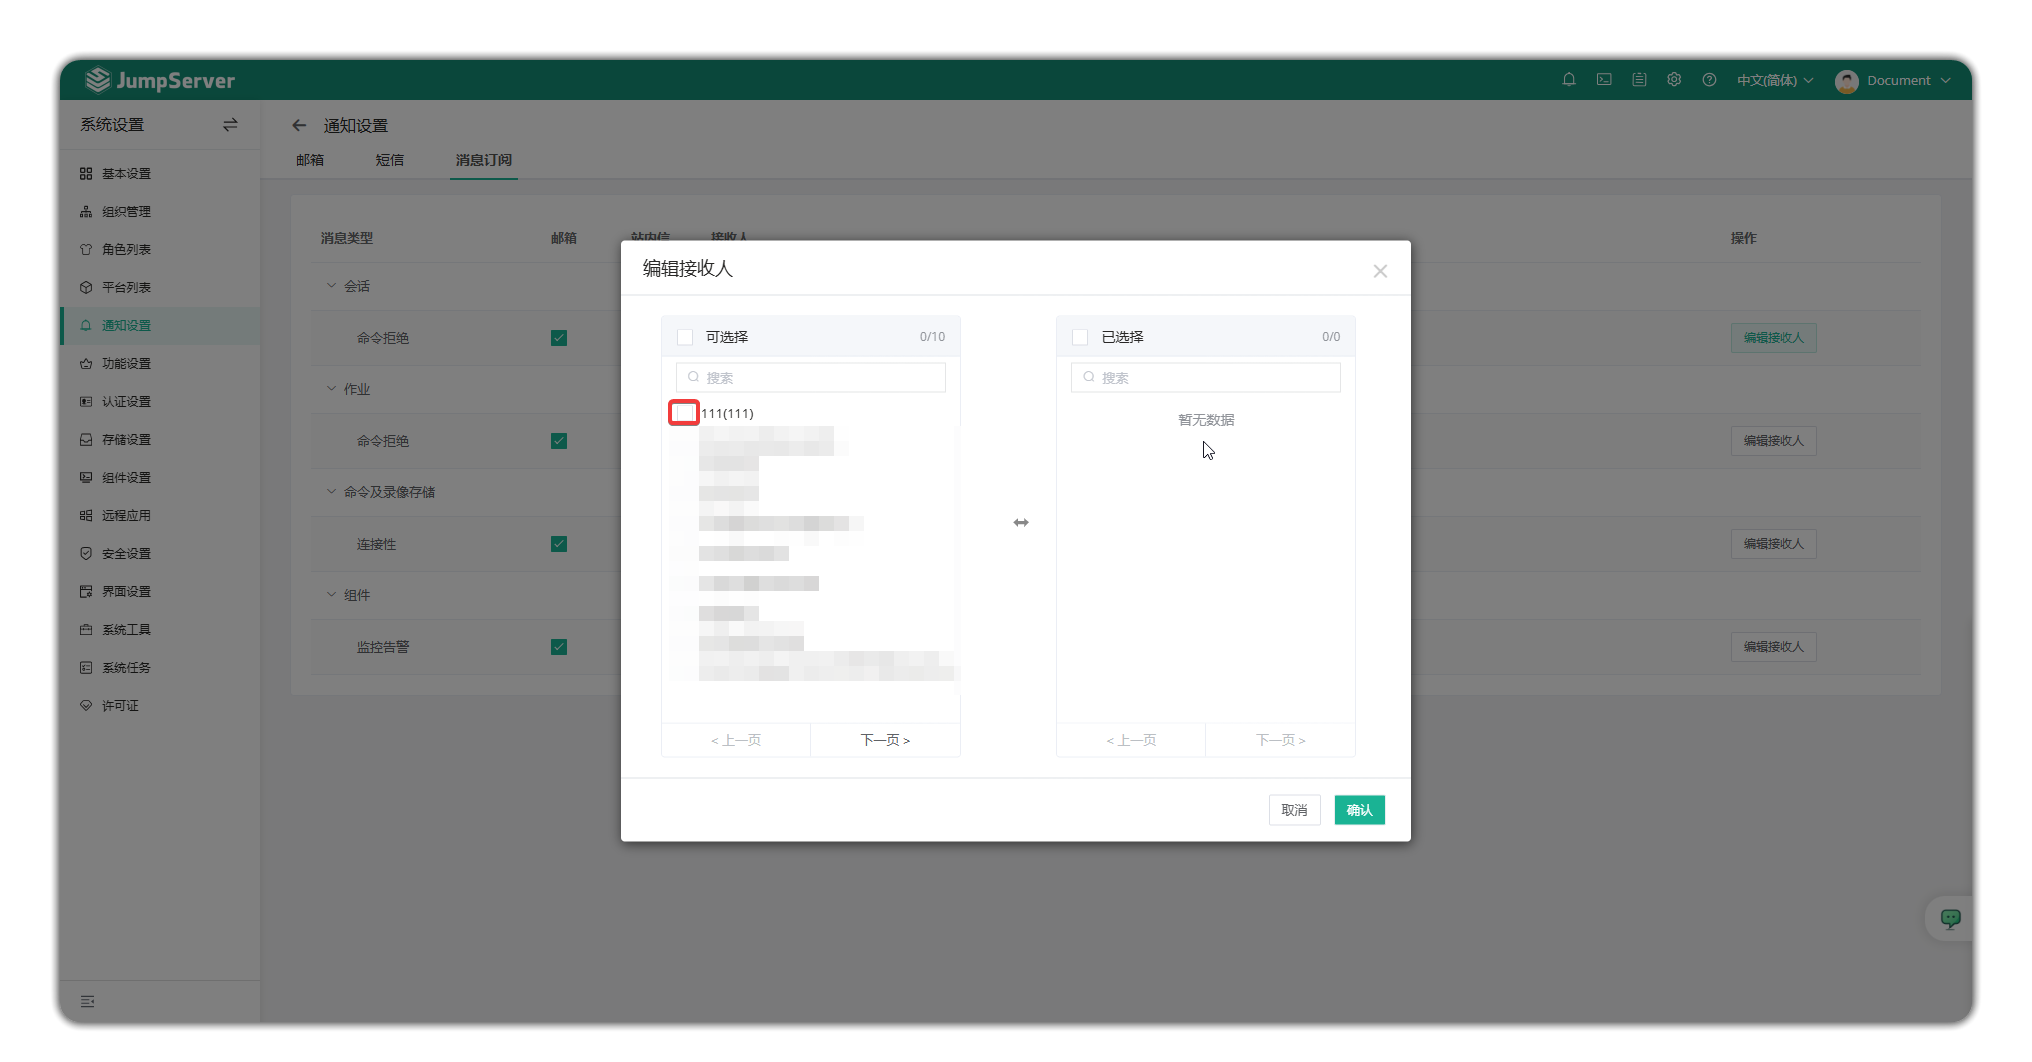 JumpServer
中文(简体)
Document
系统设置
通知设置
邮箱
短信
消息订阅
基本设置
组织管理
角色列表
平台列表
通知设置
功能设置
认证设置
存储设置
组件设置
远程应用
安全设置
界面设置
系统工具
系统任务
许可证
消息类型
邮箱
站内信
接收人
操作
会话
命令拒绝
编辑接收人
作业
命令拒绝
编辑接收人
命令及录像存储
连接性
编辑接收人
组件
监控告警
编辑接收人
编辑接收人
可选择
0/10
搜索
111(111)
< 上一页
下一页 >
已选择
0/0
搜索
暂无数据
< 上一页
下一页 >
取消
确认